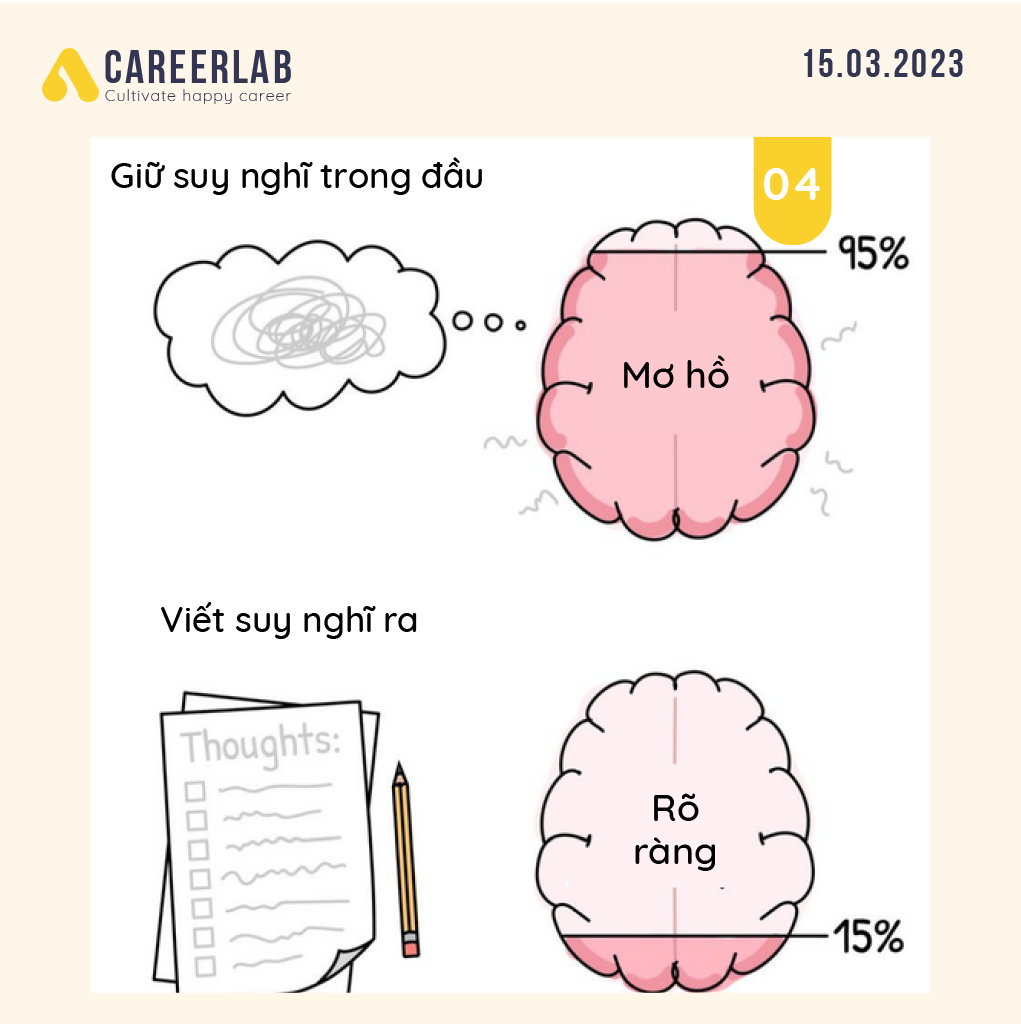 CAREERLAB
Cultivate happy career
15.03.2023
Giữ suy nghĩ trong đầu
04
95%
Mơ hồ
Viết suy nghĩ ra
Thoughts:
Rõ
ràng
15%